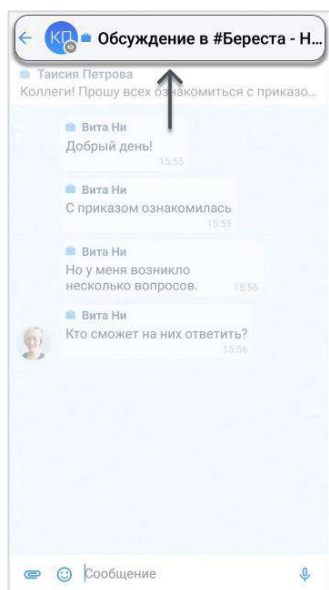 КП Обсуждение в #Береста - Н...
Таисия Петрова
Коллеги! Прошу всех ознакомиться с приказо...
Вита Ни
Добрый день!
15:55
Вита Ни
С приказом ознакомилась
15:55
Вита Ни
Но у меня возникло
несколько вопросов. 15:56
Вита Ни
Кто сможет на них ответить?
15:56
Сообщение